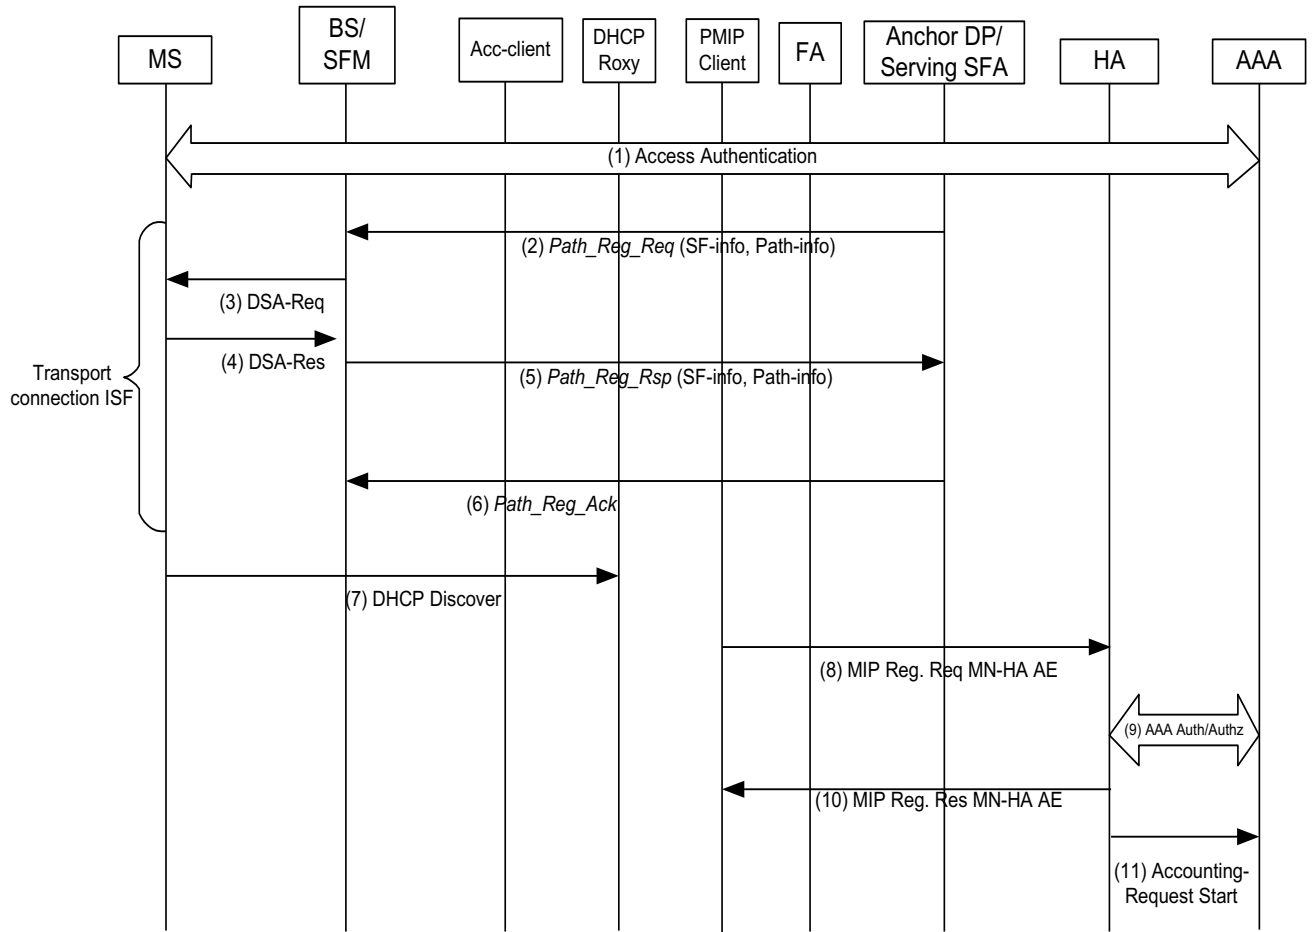 MS
BS/
SFM
Acc-client
DHCP
Roxy
PMIP
Client
FA
Anchor DP/
Serving SFA
HA
AAA
(1) Access Authentication
(2) Path_Reg_Req (SF-info, Path-info)
(3) DSA-Req
(4) DSA-Res
(5) Path_Reg_Rsp (SF-info, Path-info)
Transport
connection ISF
(6) Path_Reg_Ack
(7) DHCP Discover
(8) MIP Reg. Req MN-HA AE
(9) AAA Auth/Authz
(10) MIP Reg. Res MN-HA AE
(11) Accounting-
Request Start